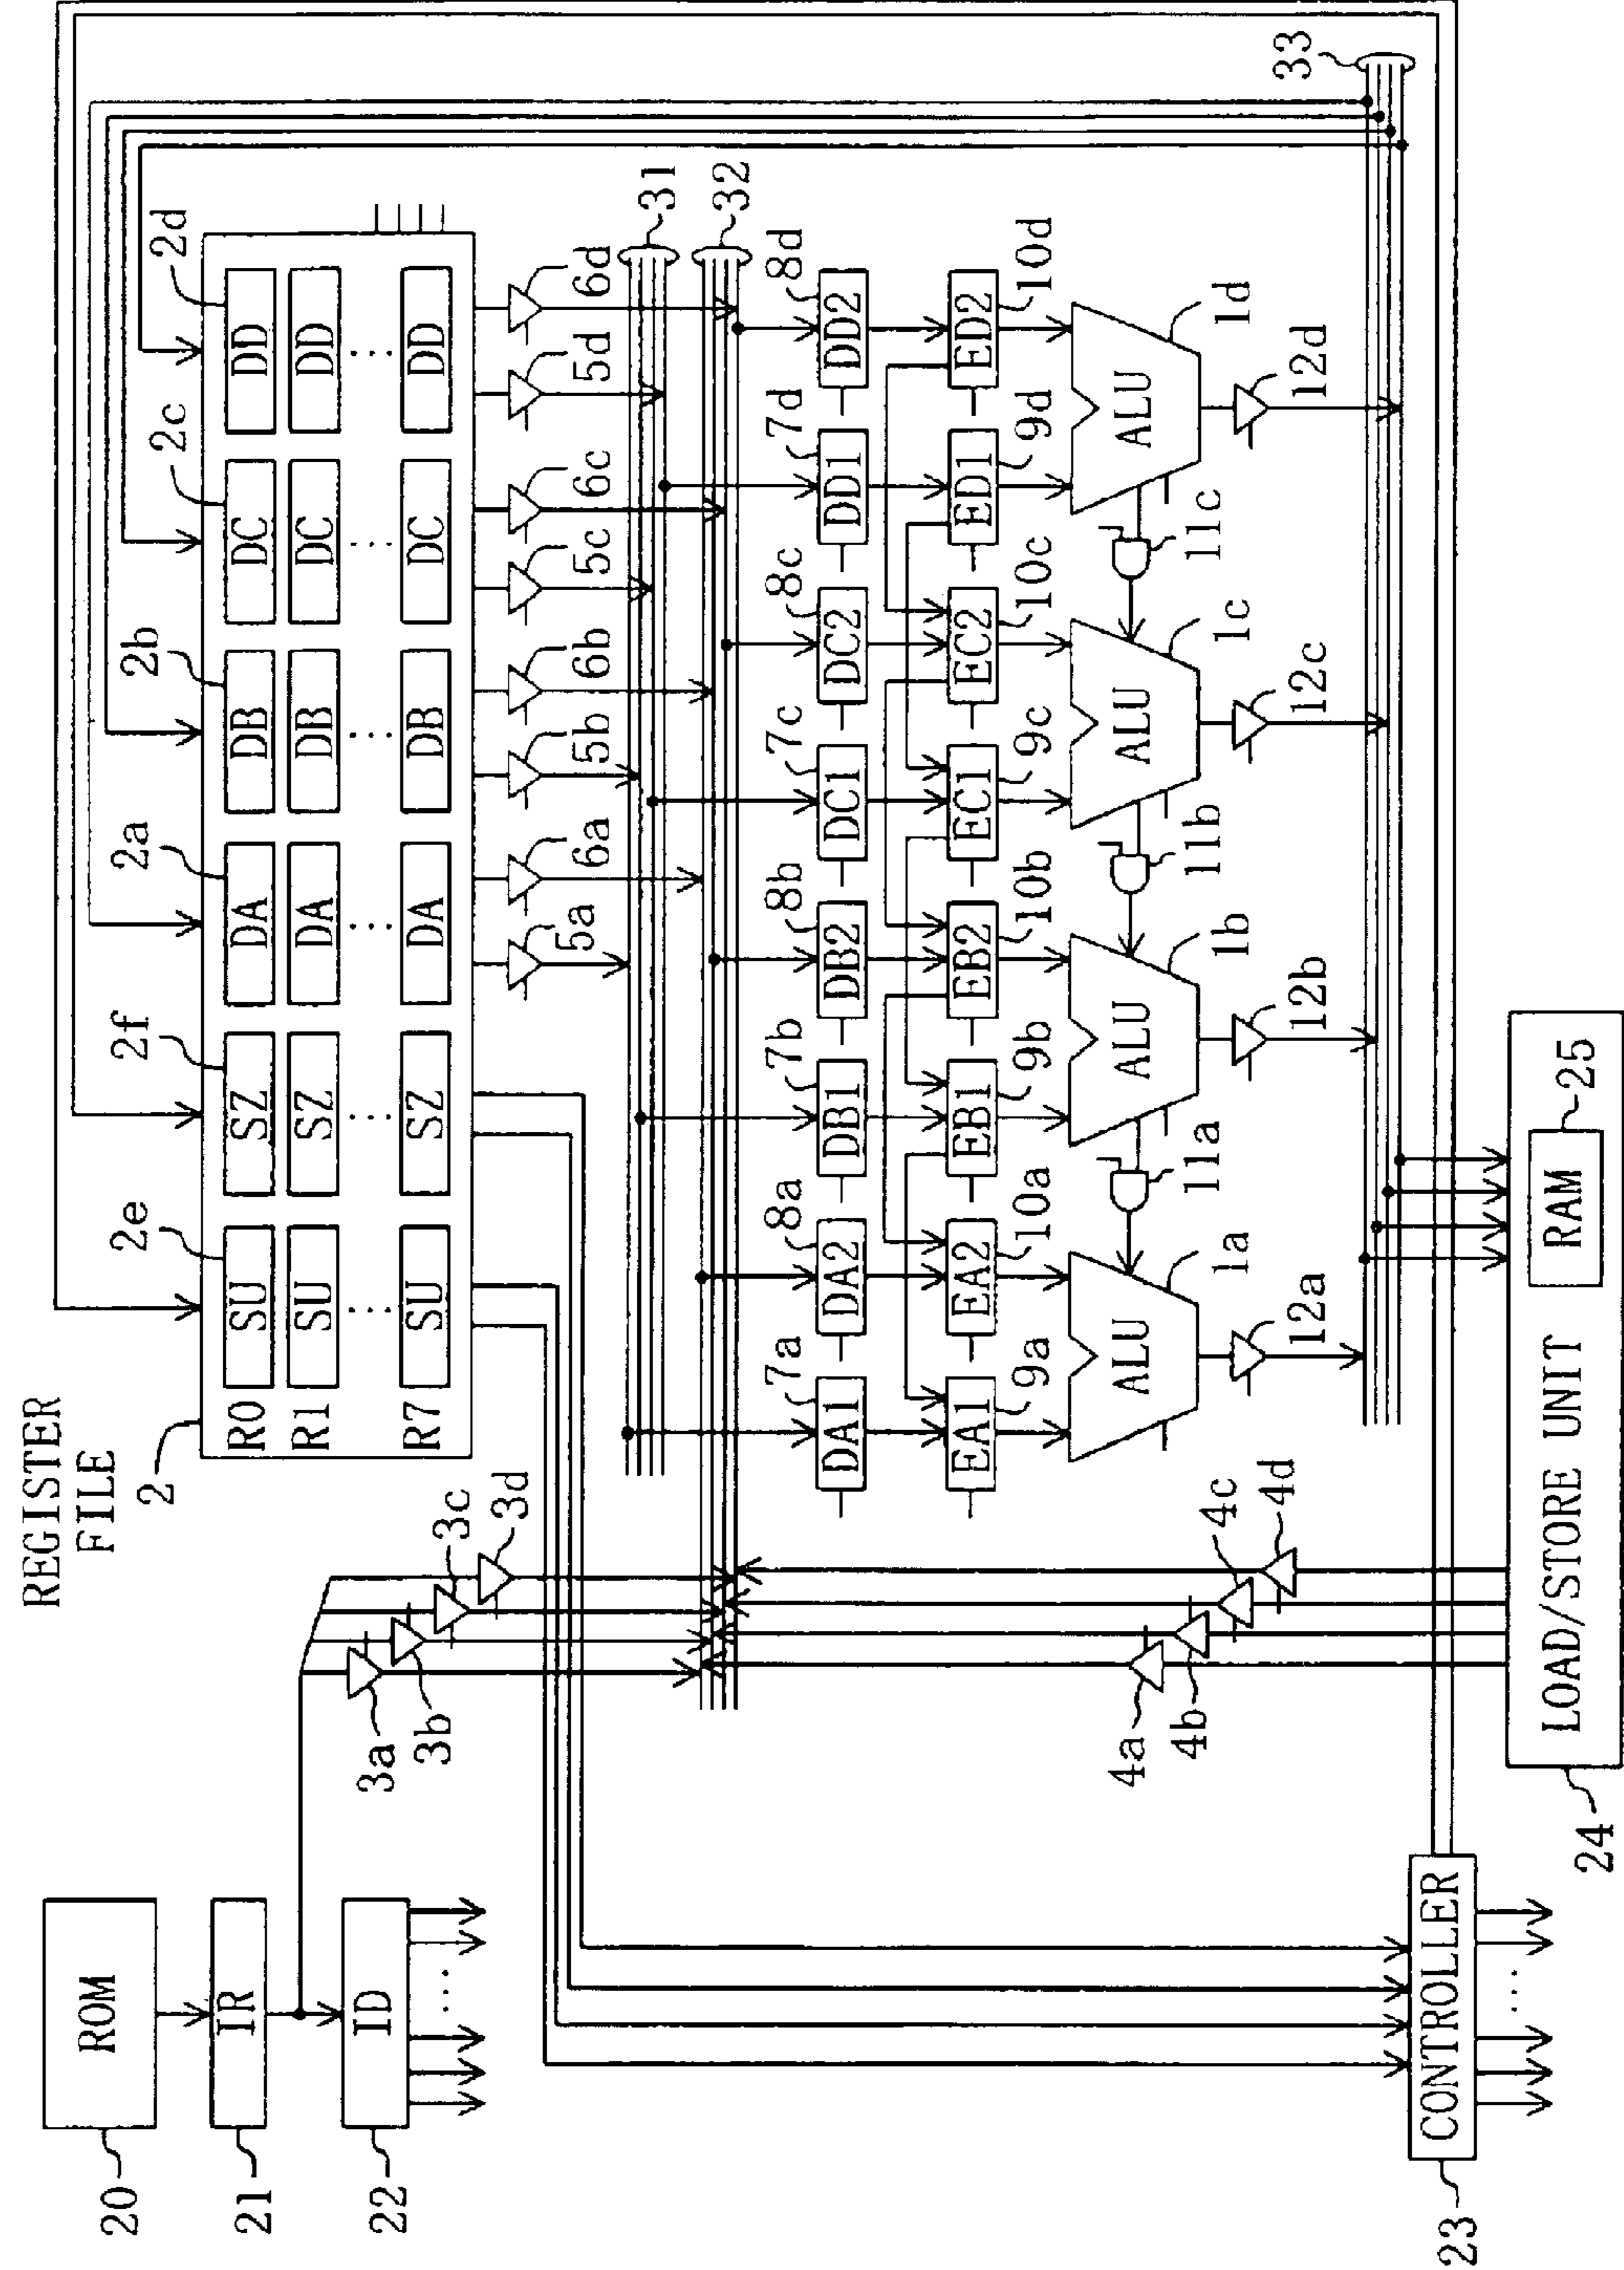 REGISTER
FILE
2
2e
2f
2a
2b
2c
2d
R0 SU SZ DA DB DC DD
R1 SU SZ DA DB DC DD
... ... ... ... ... ...
R7 SU SZ DA DB DC DD
20
ROM
21
IR
22
ID
...
3a
3b
3c
3d
5a
6a
5b
6b
5c
6c
5d
6d
31
32
33
7a
8a
7b
8b
7c
8c
7d
8d
DA1 DA2 DB1 DB2 DC1 DC2 DD1 DD2
EA1 EA2 EB1 EB2 EC1 EC2 ED1 ED2
9a
10a
9b
10b
9c
10c
9d
10d
ALU ALU ALU ALU
1a
11a
1b
11b
1c
11c
1d
12a
12b
12c
12d
4a
4b
4c
4d
23
CONTROLLER
...
24
LOAD/STORE UNIT
RAM
25